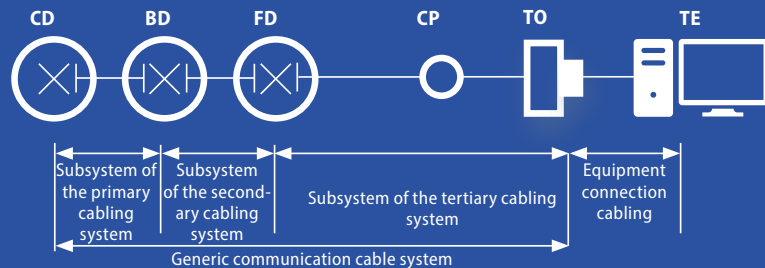 CD BD FD CP TO TE
Subsystem of
the primary
cabling
system
Subsystem
of the second-
ary cabling
system
Subsystem of the tertiary cabling
system
Equipment
connection
cabling
Generic communication cable system